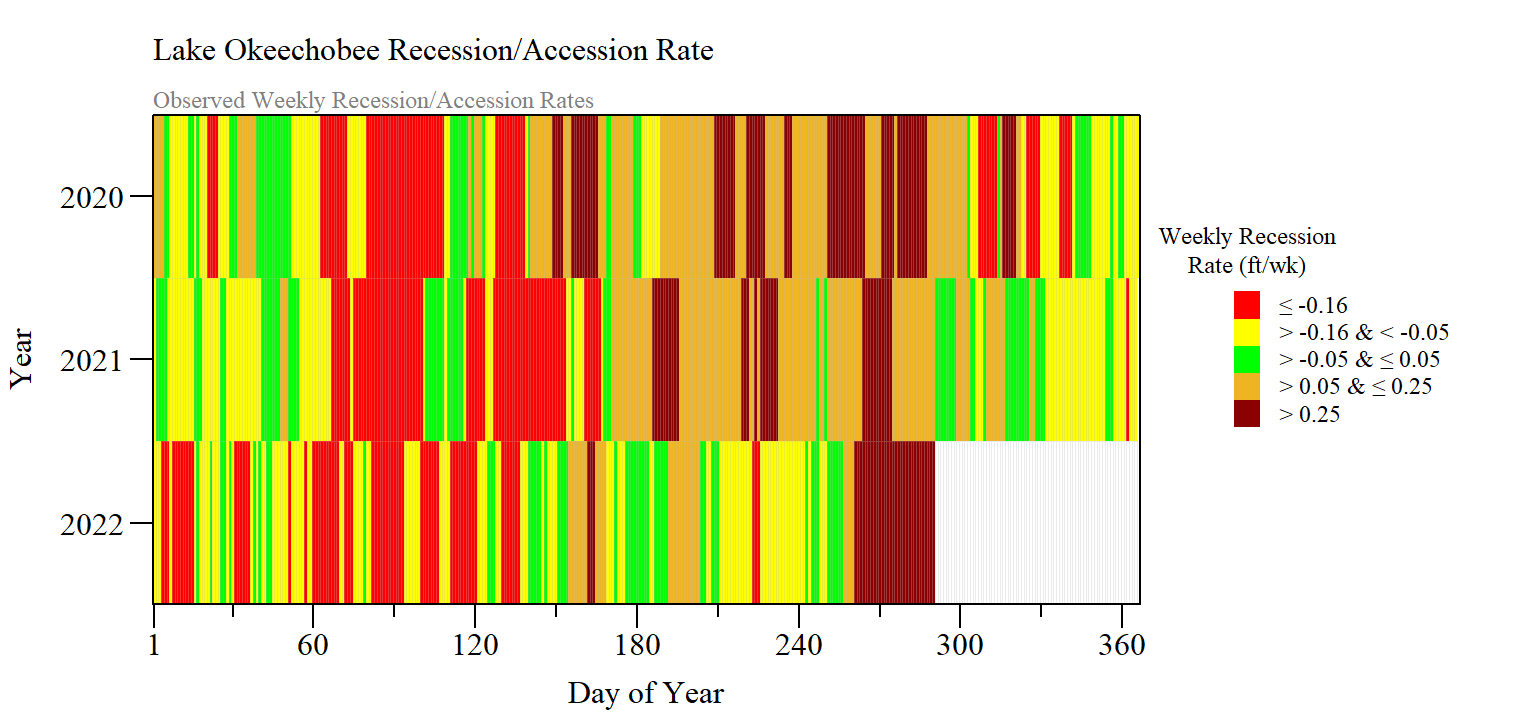 Lake Okeechobee Recession/Accession Rate
Observed Weekly Recession/Accession Rates
Year
2020
2021
2022
1 60 120 180 240 300 360
Day of Year
Weekly Recession
Rate (ft/wk)
≤ -0.16
> -0.16 & < -0.05
> -0.05 & ≤ 0.05
> 0.05 & ≤ 0.25
> 0.25